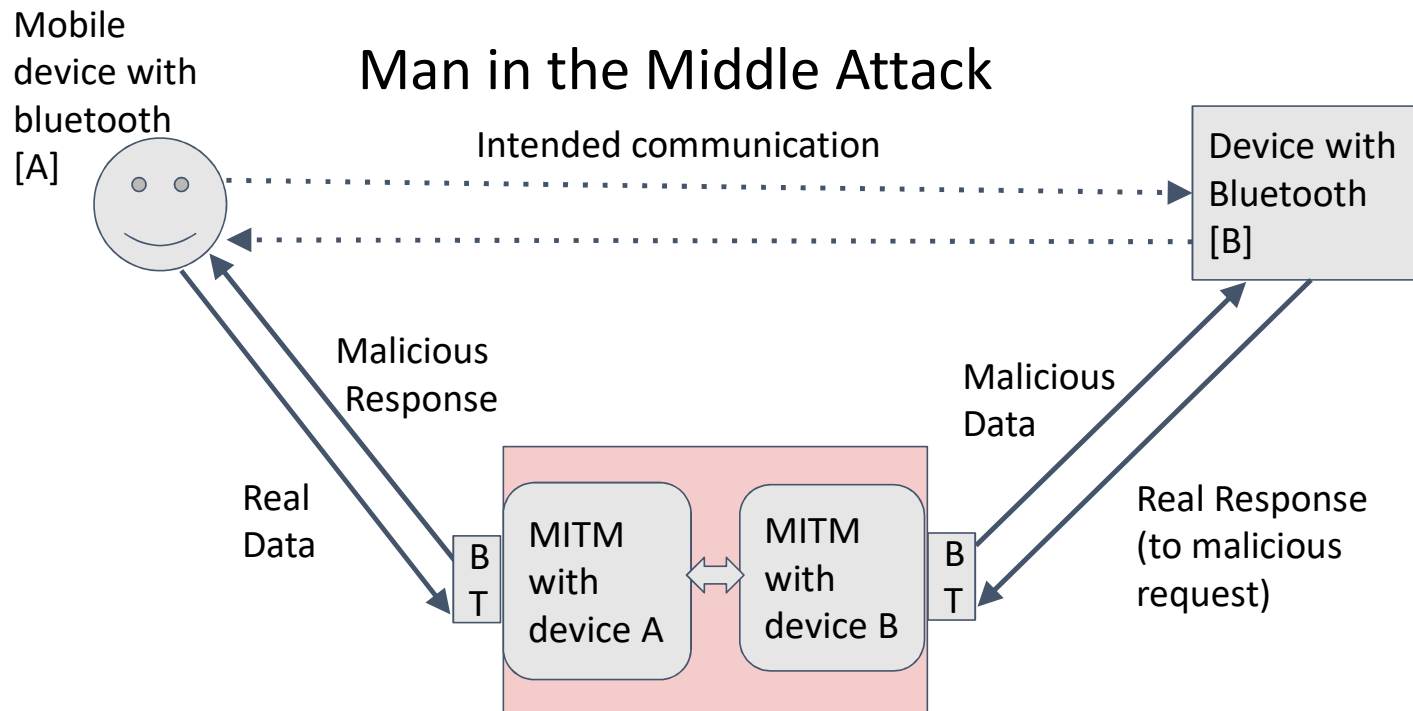 Mobile
device with
bluetooth
[A]
Man in the Middle Attack
Intended communication
Device with
Bluetooth
[B]
Malicious
Response
Malicious
Data
Real
Data
Real Response
(to malicious
request)
B
T
MITM
with
device A
MITM
with
device B
B
T